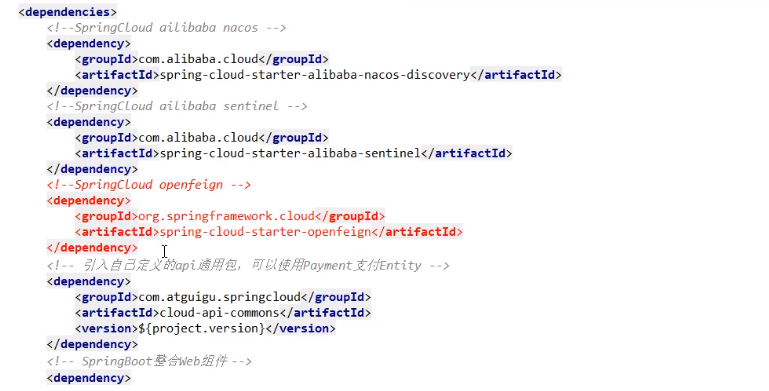 <dependencies>
<!--SpringCloud ailibaba nacos -->
<dependency>
<groupId>com.alibaba.cloud</groupId>
<artifactId>spring-cloud-starter-alibaba-nacos-discovery</artifactId>
</dependency>
<!--SpringCloud ailibaba sentinel -->
<dependency>
<groupId>com.alibaba.cloud</groupId>
<artifactId>spring-cloud-starter-alibaba-sentinel</artifactId>
</dependency>
<!--SpringCloud openfeign -->
<dependency>
<groupId>org.springframework.cloud</groupId>
<artifactId>spring-cloud-starter-openfeign</artifactId>
</dependency>
<!-- 引入自己定义的api通用包，可以使用Payment支付Entity -->
<dependency>
<groupId>com.atguigu.springcloud</groupId>
<artifactId>cloud-api-commons</artifactId>
<version>${project.version}</version>
</dependency>
<!-- SpringBoot整合Web组件 -->
<dependency>